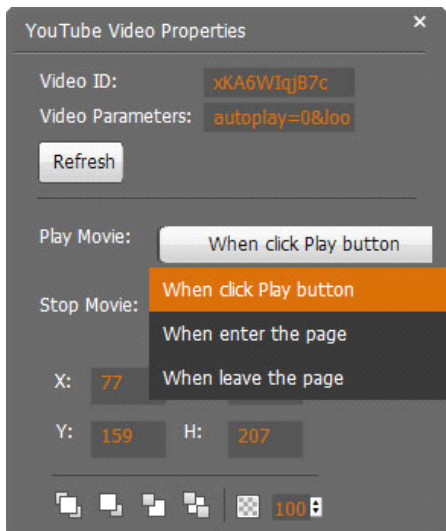 YouTube Video Properties
Video ID: xKA6WIqjB7c
Video Parameters: autoplay=0&loo
Refresh
Play Movie: When click Play button
When click Play button
Stop Movie:
When enter the page
When leave the page
X: 77
Y: 159 H: 207
100